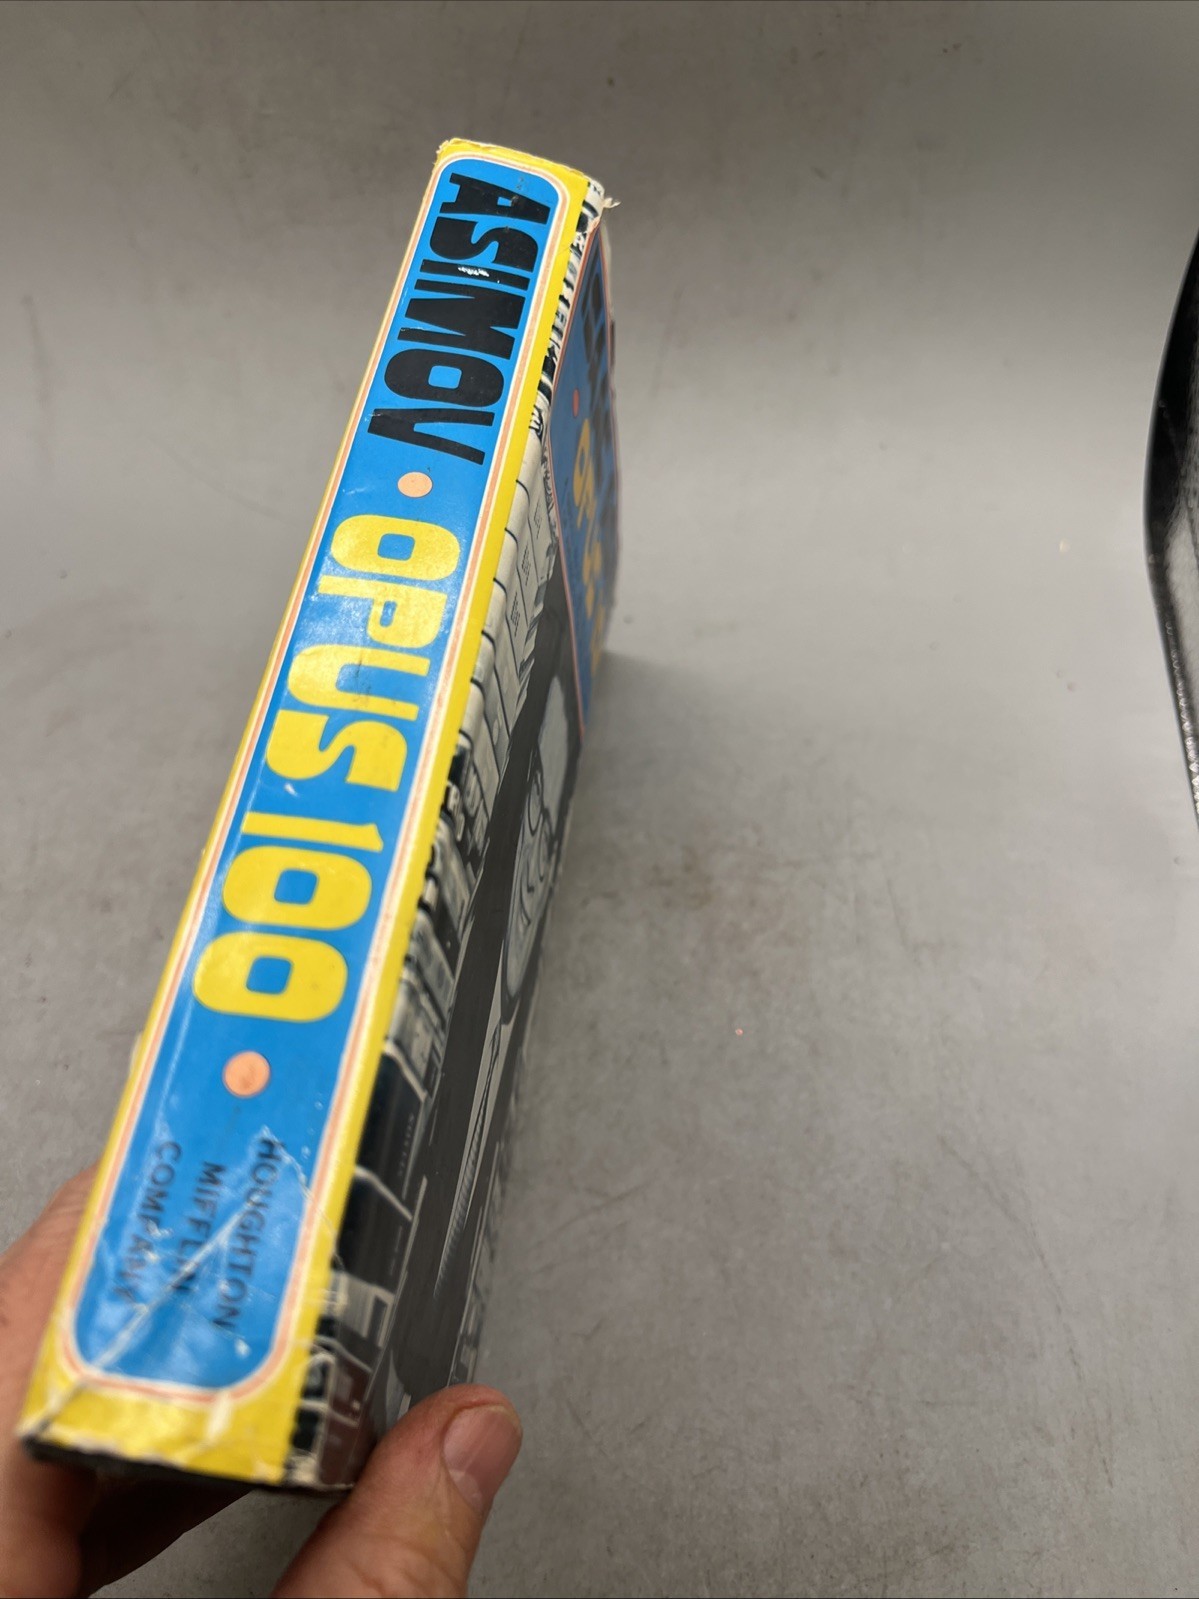 ASIMOV • OPUS 100 •
HOUGHTON
MIFFLIN
COMPANY